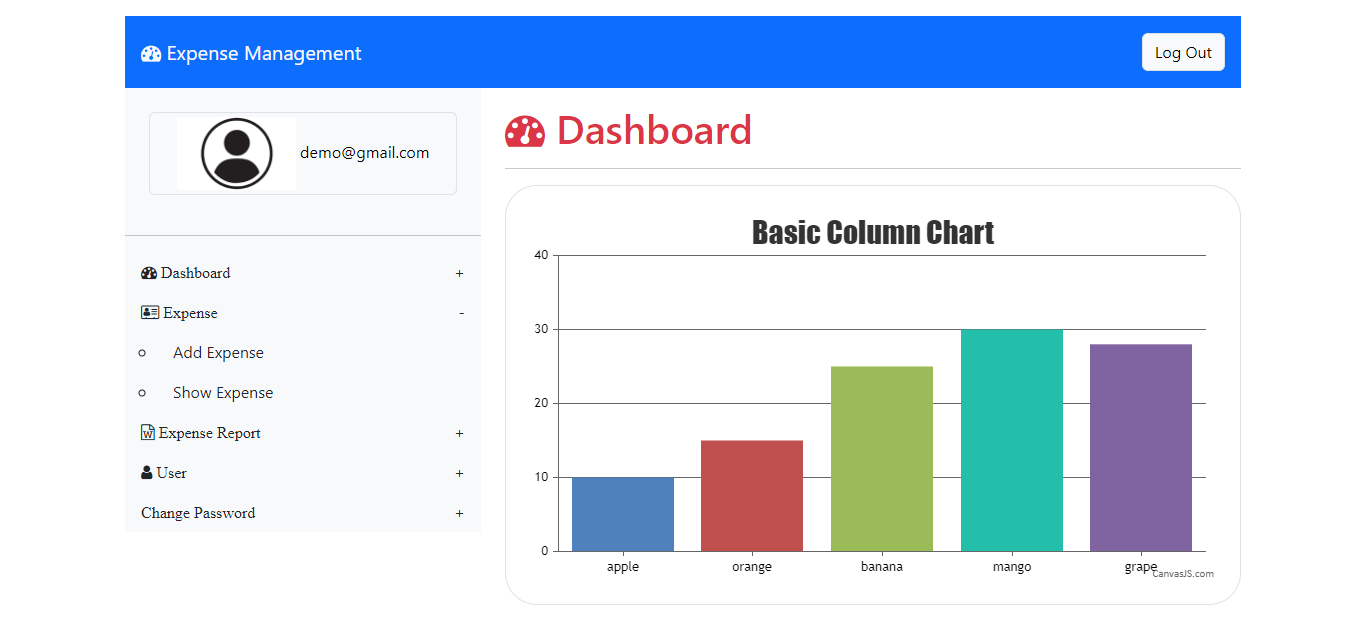 Expense Management
Log Out
demo@gmail.com
Dashboard +
Expense -
Add Expense
Show Expense
Expense Report +
User +
Change Password +
Dashboard
Basic Column Chart
40
30
20
10
0
apple orange banana mango grape
CanvasJS.com